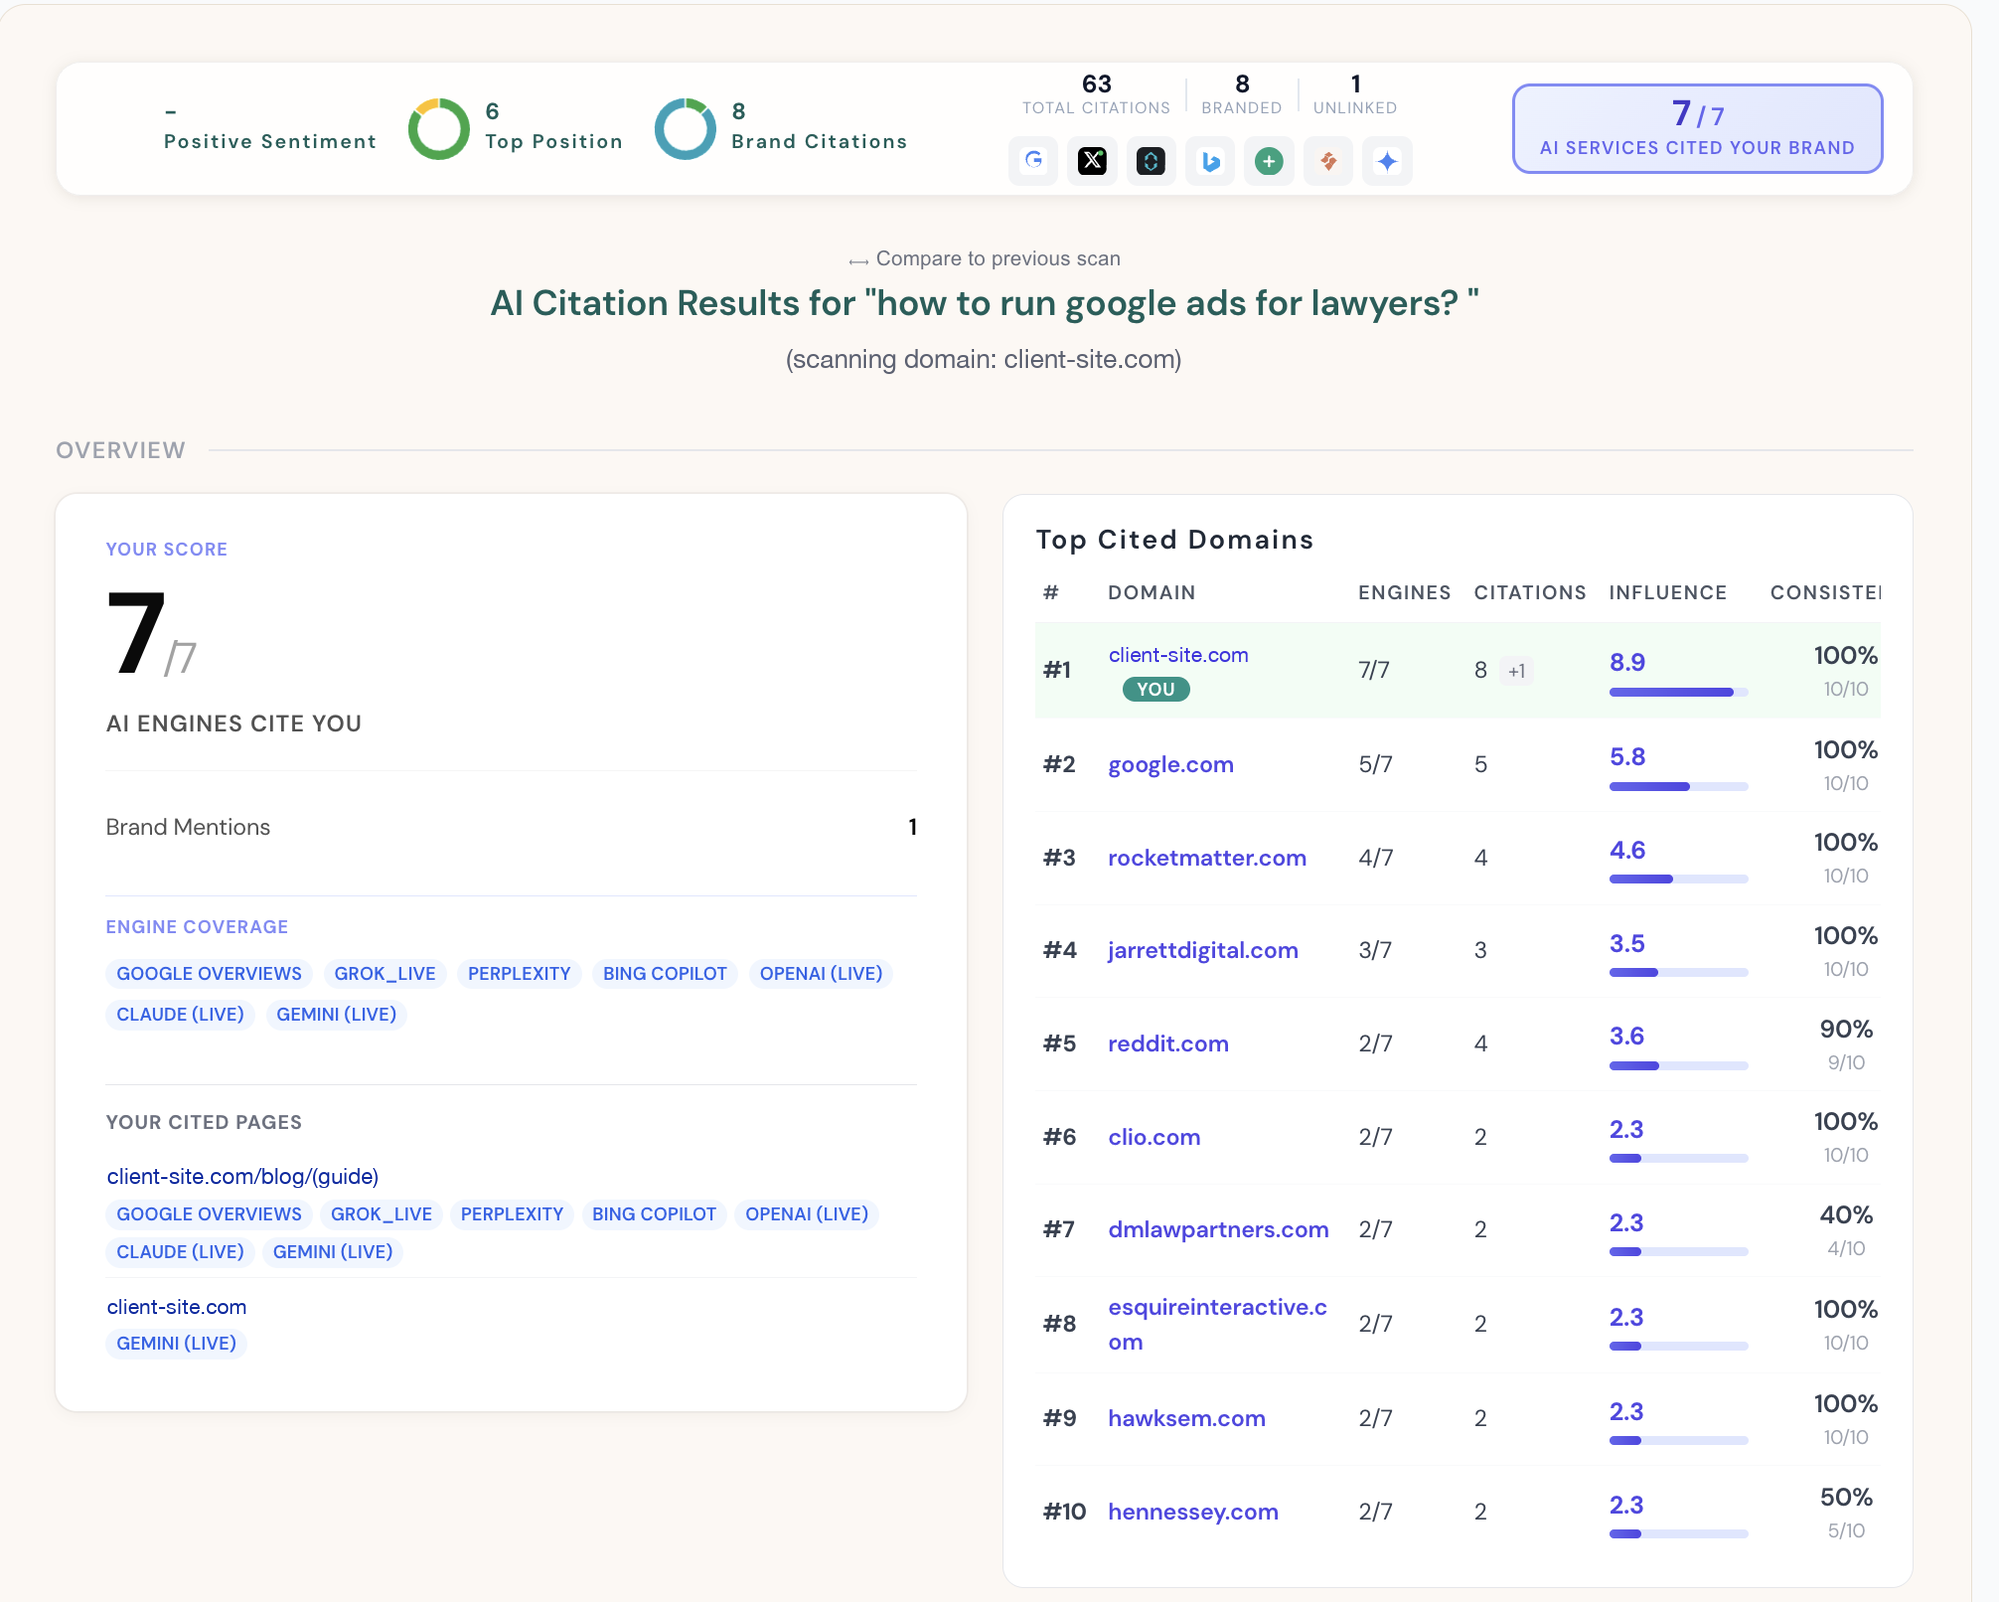 –
Positive Sentiment
6
Top Position
8
Brand Citations
63
TOTAL CITATIONS
8
BRANDED
1
UNLINKED
7/7
AI SERVICES CITED YOUR BRAND
Compare to previous scan
AI Citation Results for "how to run google ads for lawyers? "
(scanning domain: client-site.com)
OVERVIEW
YOUR SCORE
7/7
AI ENGINES CITE YOU
Brand Mentions 1
ENGINE COVERAGE
GOOGLE OVERVIEWS GROK_LIVE PERPLEXITY BING COPILOT OPENAI (LIVE)
CLAUDE (LIVE) GEMINI (LIVE)
YOUR CITED PAGES
client-site.com/blog/(guide)
GOOGLE OVERVIEWS GROK_LIVE PERPLEXITY BING COPILOT OPENAI (LIVE)
CLAUDE (LIVE) GEMINI (LIVE)
client-site.com
GEMINI (LIVE)
Top Cited Domains
# DOMAIN ENGINES CITATIONS INFLUENCE CONSISTE
#1 client-site.com YOU 7/7 8 +1 8.9 100% 10/10
#2 google.com 5/7 5 5.8 100% 10/10
#3 rocketmatter.com 4/7 4 4.6 100% 10/10
#4 jarrettdigital.com 3/7 3 3.5 100% 10/10
#5 reddit.com 2/7 4 3.6 90% 9/10
#6 clio.com 2/7 2 2.3 100% 10/10
#7 dmlawpartners.com 2/7 2 2.3 40% 4/10
#8 esquireinteractive.c
om 2/7 2 2.3 100% 10/10
#9 hawksem.com 2/7 2 2.3 100% 10/10
#10 hennessey.com 2/7 2 2.3 50% 5/10